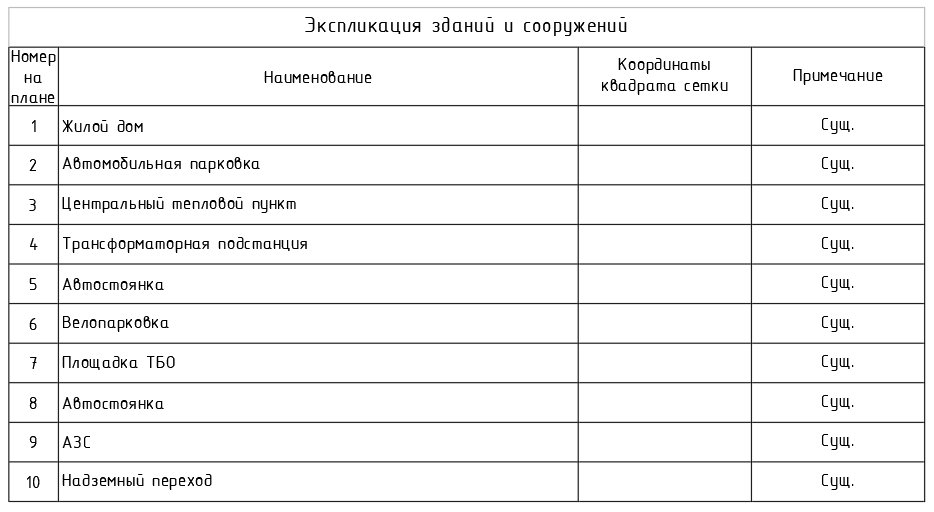 Экспликация зданий и сооружений
Номер на плане Наименование Координаты квадрата сетки Примечание
1 Жилой дом Сущ.
2 Автомобильная парковка Сущ.
3 Центральный тепловой пункт Сущ.
4 Трансформаторная подстанция Сущ.
5 Автостоянка Сущ.
6 Велопарковка Сущ.
7 Площадка ТБО Сущ.
8 Автостоянка Сущ.
9 АЗС Сущ.
10 Надземный переход Сущ.